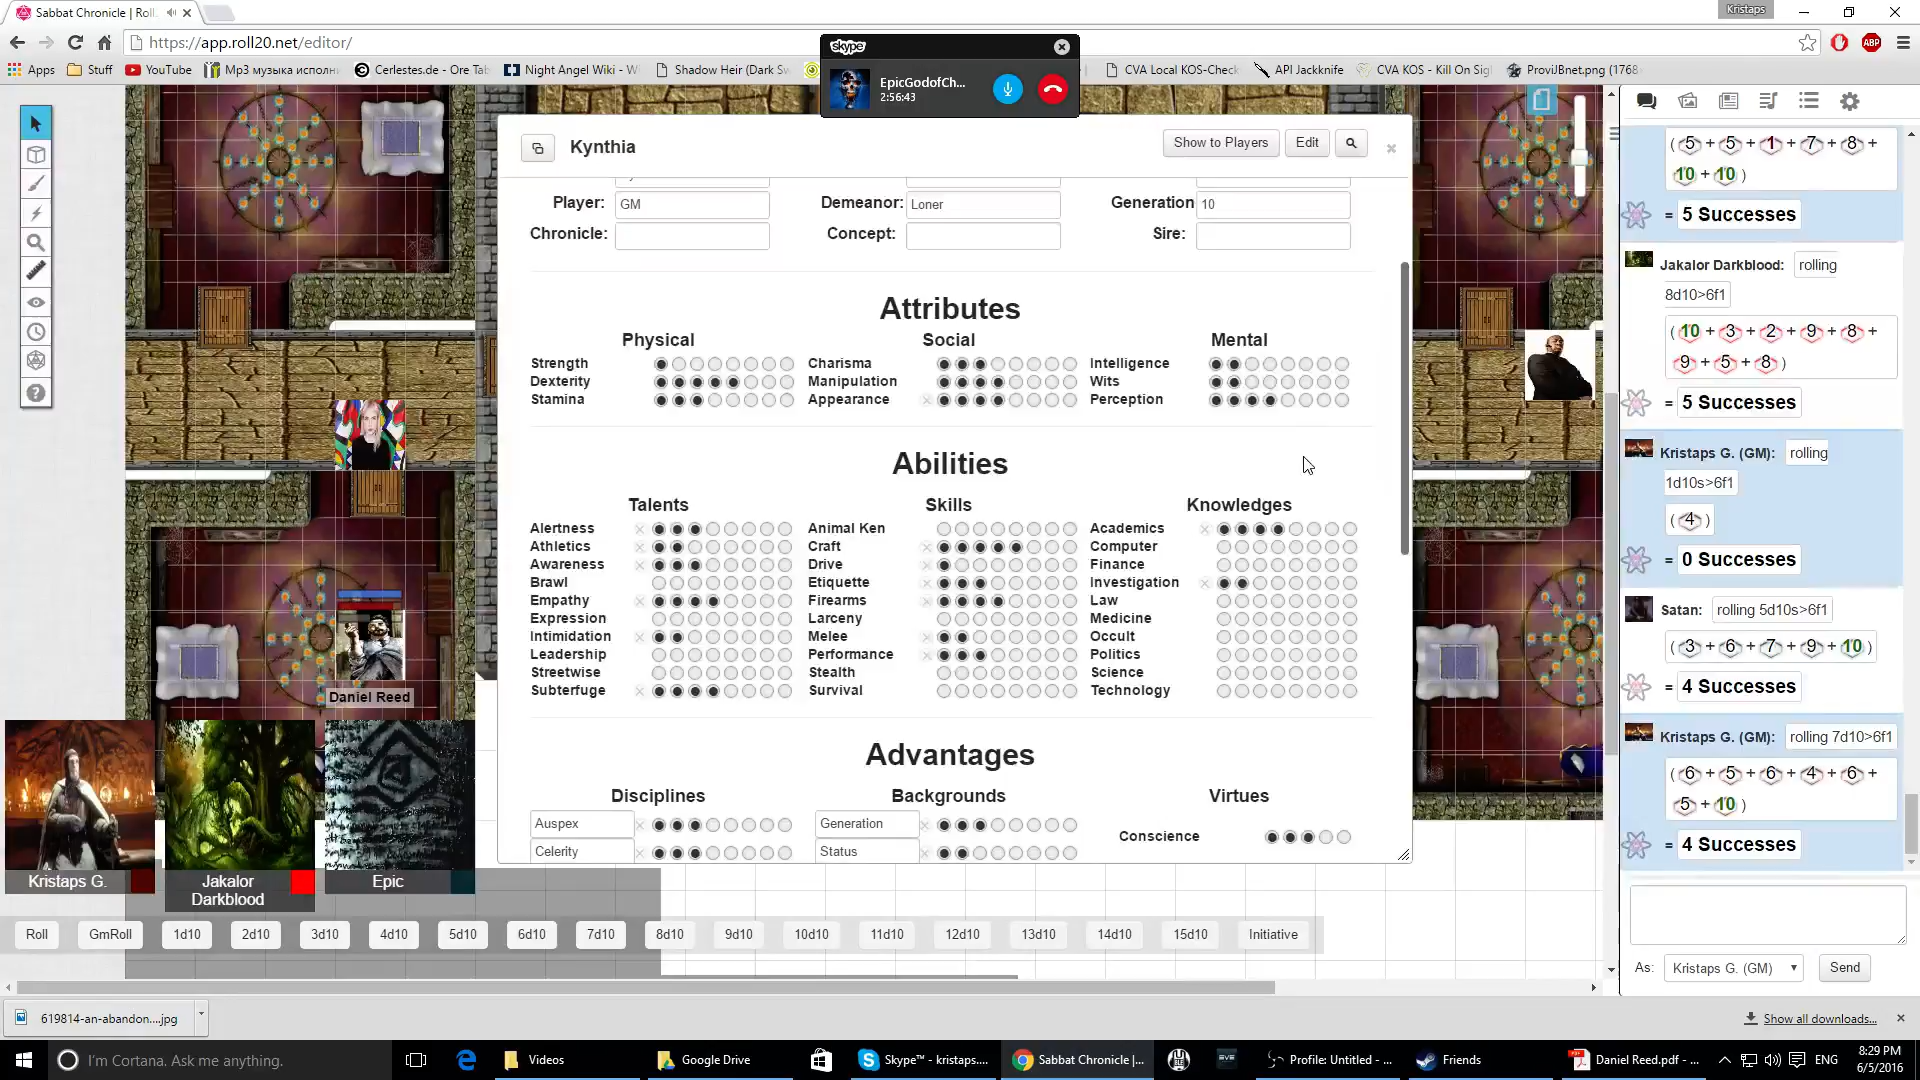 Sabbat Chronicle | Roll.
Kristaps
https://app.roll20.net/editor/
Apps
Stuff
YouTube
Mp3 музыка исполн
Cerlestes.de - Ore Tab
Night Angel Wiki - W
Shadow Heir (Dark Sw
CVA Local KOS-Check
API Jackknife
CVA KOS - Kill On Sigl
ProviJBnet.png (1768
ABP
skype
EpicGodofCh...
2:56:43
Kynthia
Show to Players
Edit
Player: GM
Demeanor: Loner
Generation 10
Chronicle:
Concept:
Sire:
Attributes
Physical
Social
Mental
Strength
Charisma
Intelligence
Dexterity
Manipulation
Wits
Stamina
Appearance
Perception
Abilities
Talents
Skills
Knowledges
Alertness
Animal Ken
Academics
Athletics
Craft
Computer
Awareness
Drive
Finance
Brawl
Etiquette
Investigation
Empathy
Firearms
Law
Expression
Larceny
Medicine
Intimidation
Melee
Occult
Leadership
Performance
Politics
Streetwise
Stealth
Science
Subterfuge
Survival
Technology
Advantages
Disciplines
Backgrounds
Virtues
Auspex
Generation
Conscience
Celerity
Status
Daniel Reed
Kristaps G.
Jakalor
Darkblood
Epic
Roll
GmRoll
1d10
2d10
3d10
4d10
5d10
6d10
7d10
8d10
9d10
10d10
11d10
12d10
13d10
14d10
15d10
Initiative
( 5 + 5 + 1 + 7 + 8 +
10 + 10 )
= 5 Successes
Jakalor Darkblood: rolling
8d10>6f1
( 10 + 3 + 2 + 9 + 8 +
9 + 5 + 8 )
= 5 Successes
Kristaps G. (GM): rolling
1d10s>6f1
( 4 )
= 0 Successes
Satan: rolling 5d10s>6f1
( 3 + 6 + 7 + 9 + 10 )
= 4 Successes
Kristaps G. (GM): rolling 7d10>6f1
( 6 + 5 + 6 + 4 + 6 +
5 + 10 )
= 4 Successes
As: Kristaps G. (GM)
Send
619814-an-abandon....jpg
Show all downloads...
I'm Cortana. Ask me anything.
Videos
Google Drive
Skype™ - kristaps....
Sabbat Chronicle |...
EVE
Profile: Untitled - ...
Friends
Daniel Reed.pdf - ...
ENG
8:29 PM
6/5/2016